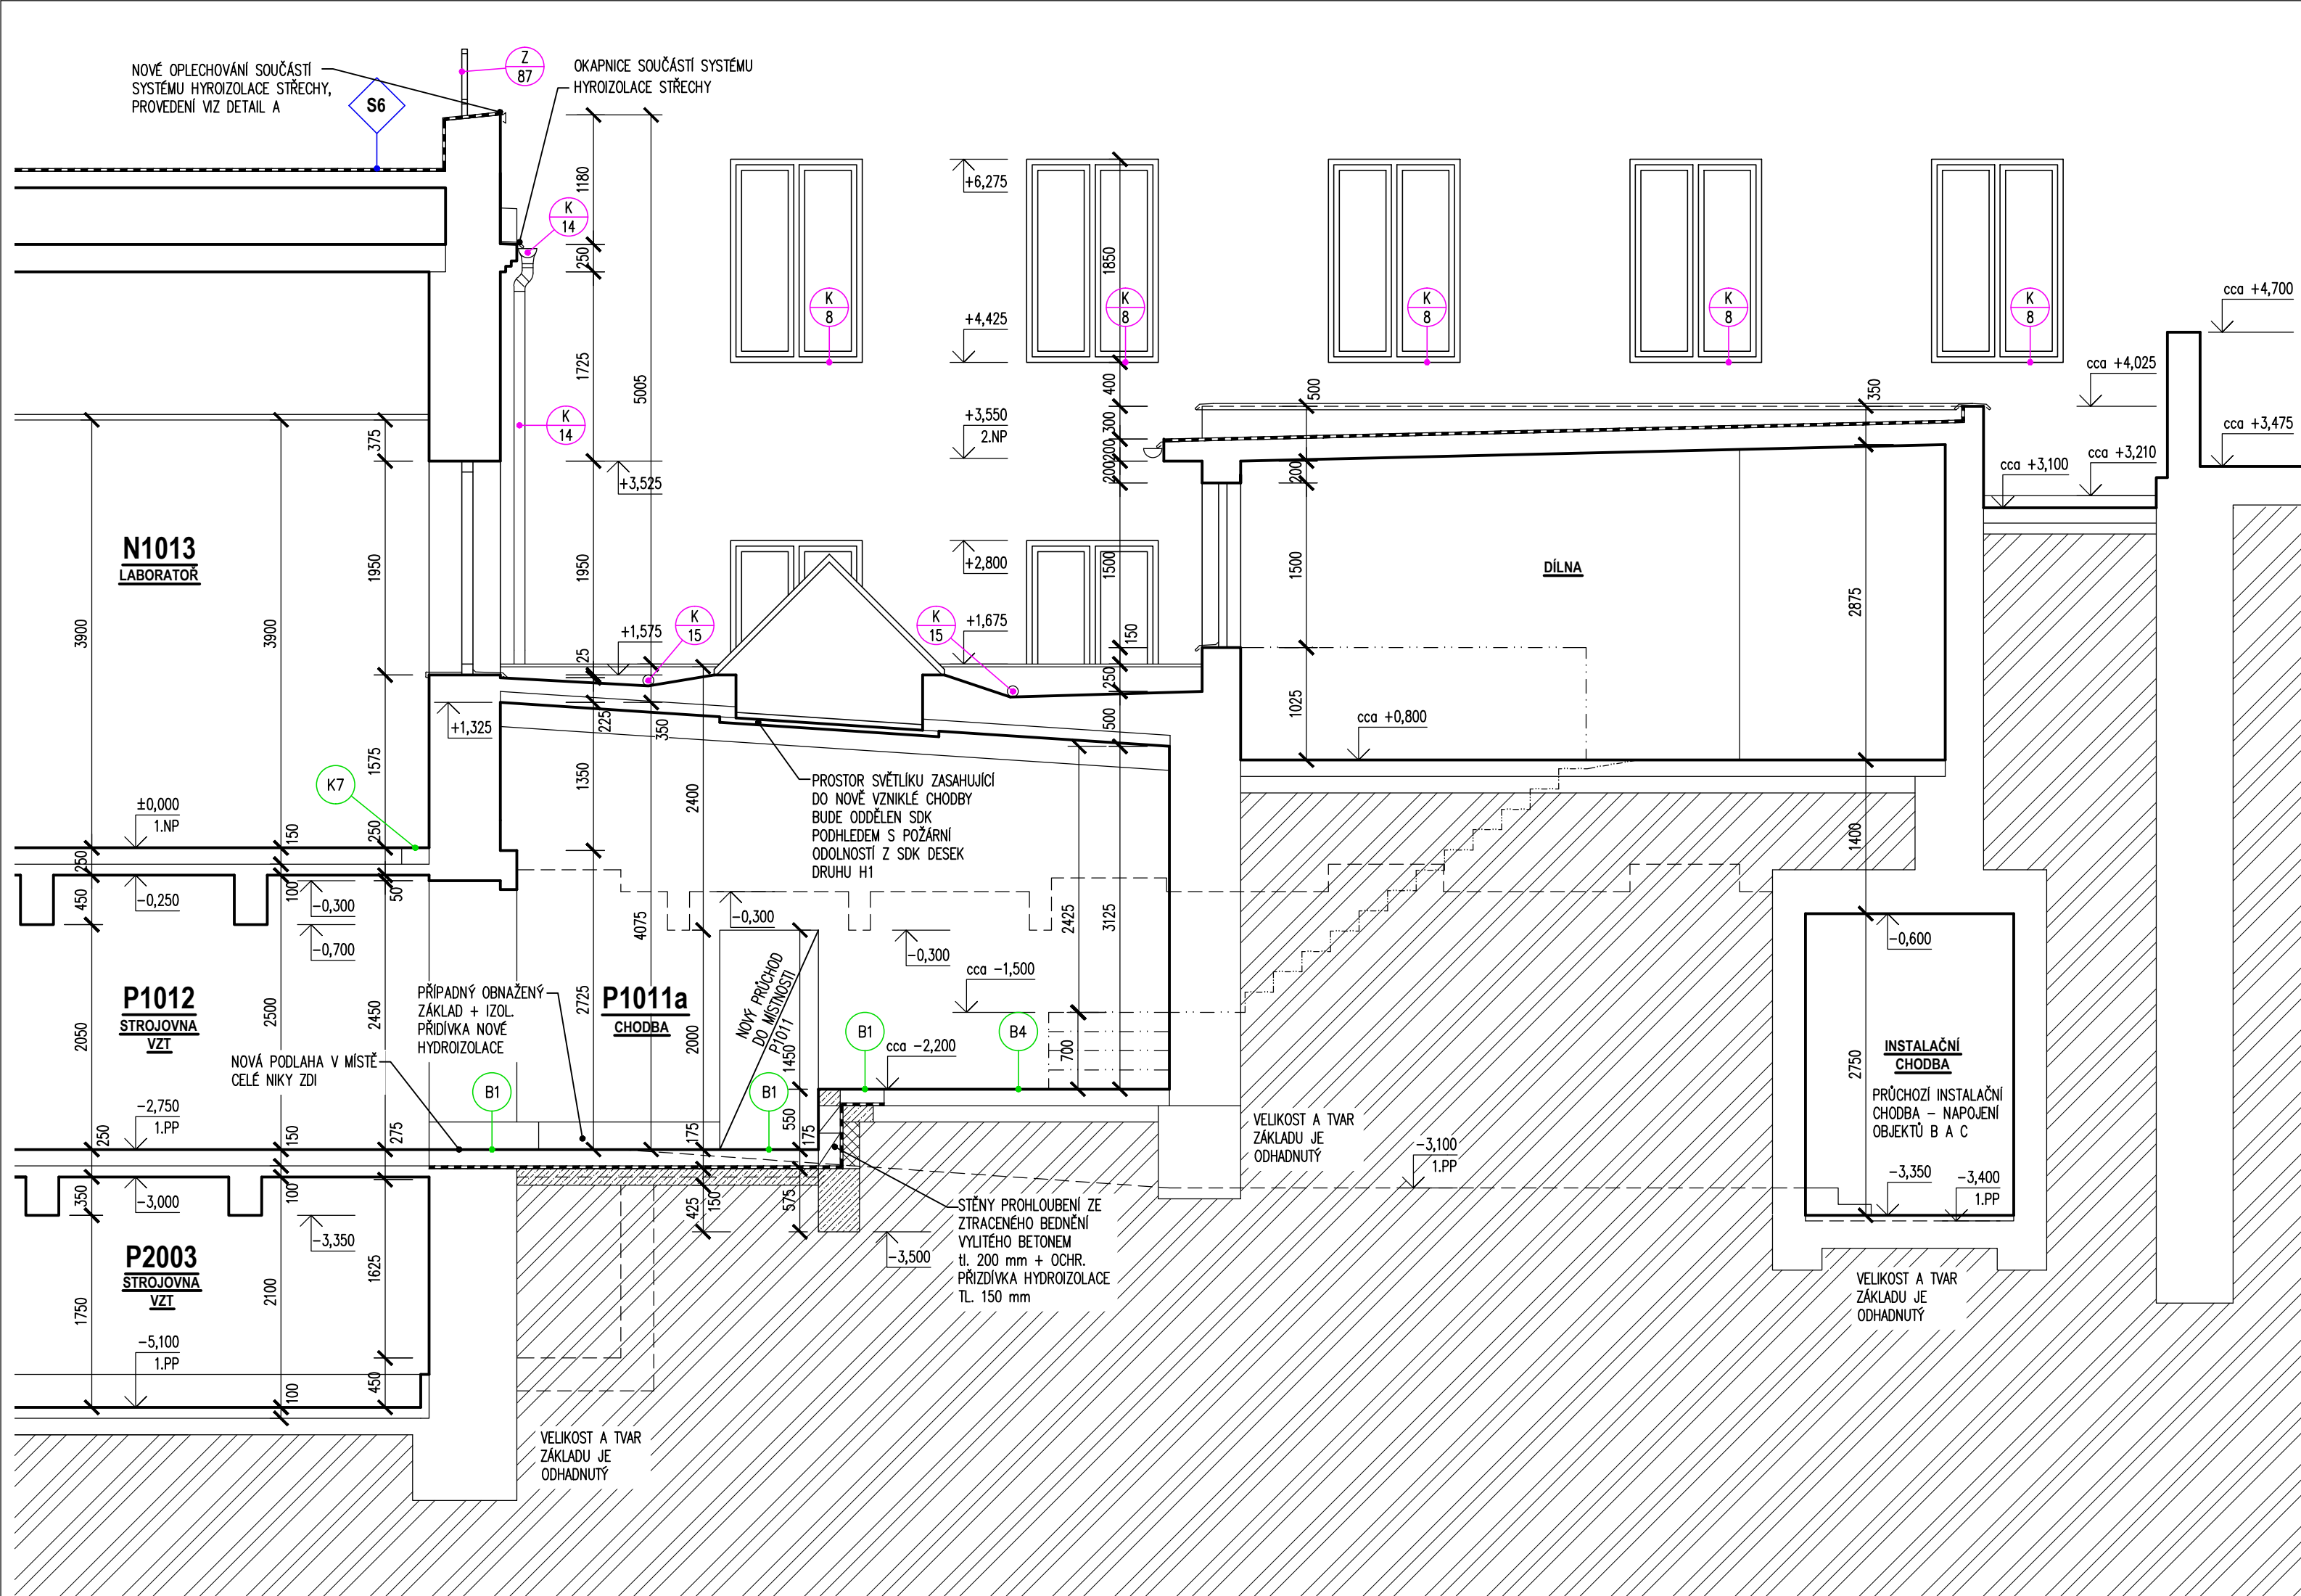 NOVÉ OPLECHOVÁNÍ SOUČÁSTÍ
SYSTÉMU HYROIZOLACE STŘECHY,
PROVEDENÍ VIZ DETAIL A
S6
Z
87
OKAPNICE SOUČÁSTÍ SYSTÉMU
HYROIZOLACE STŘECHY
K
14
K
14
1180
250
1725
5005
+6,275
+4,425
+3,550
2.NP
+3,525
+2,800
+1,675
+1,575
+1,325
K
8
K
8
K
8
K
8
K
8
1850
400
300
200
200
1500
150
250
500
500
200
1500
1025
350
2875
1400
2750
cca +4,700
cca +4,025
cca +3,475
cca +3,210
cca +3,100
cca +0,800
DÍLNA
N1013
LABORATOŘ
3900
3900
375
1950
1575
250
1950
25
225
350
1350
2400
K
15
K
15
K7
±0,000
1.NP
150
250
450
100
50
-0,250
-0,300
-0,700
-0,300
-0,300
PROSTOR SVĚTLÍKU ZASAHUJÍCÍ
DO NOVĚ VZNIKLÉ CHODBY
BUDE ODDĚLEN SDK
PODHLEDEM S POŽÁRNÍ
ODOLNOSTÍ Z SDK DESEK
DRUHU H1
4075
2425
3125
P1012
STROJOVNA
VZT
2050
2500
2450
2725
2000
1450
700
PŘÍPADNÝ OBNAŽENÝ
ZÁKLAD + IZOL.
PŘIDÍVKA NOVÉ
HYDROIZOLACE
P1011a
CHODBA
NOVÝ PRŮCHOD
DO MÍSTNOSTI
P1011
cca -1,500
cca -2,200
B1
B4
B1
B1
NOVÁ PODLAHA V MÍSTĚ
CELÉ NIKY ZDI
-2,750
1.PP
250
150
275
175
550
175
350
100
-3,000
-3,350
425
150
575
-3,500
P2003
STROJOVNA
VZT
1750
2100
1625
450
100
-5,100
1.PP
STĚNY PROHLOUBENÍ ZE
ZTRACENÉHO BEDNĚNÍ
VYLITÉHO BETONEM
tl. 200 mm + OCHR.
PŘIZDÍVKA HYDROIZOLACE
TL. 150 mm
VELIKOST A TVAR
ZÁKLADU JE
ODHADNUTÝ
-3,100
1.PP
-0,600
INSTALAČNÍ
CHODBA
PRŮCHOZÍ INSTALAČNÍ
CHODBA – NAPOJENÍ
OBJEKTŮ B A C
-3,350
-3,400
1.PP
VELIKOST A TVAR
ZÁKLADU JE
ODHADNUTÝ
VELIKOST A TVAR
ZÁKLADU JE
ODHADNUTÝ